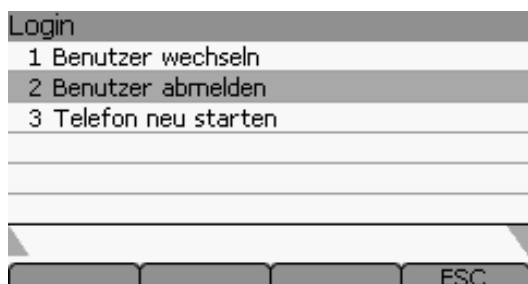 Login
1 Benutzer wechseln
2 Benutzer abmelden
3 Telefon neu starten
ESC